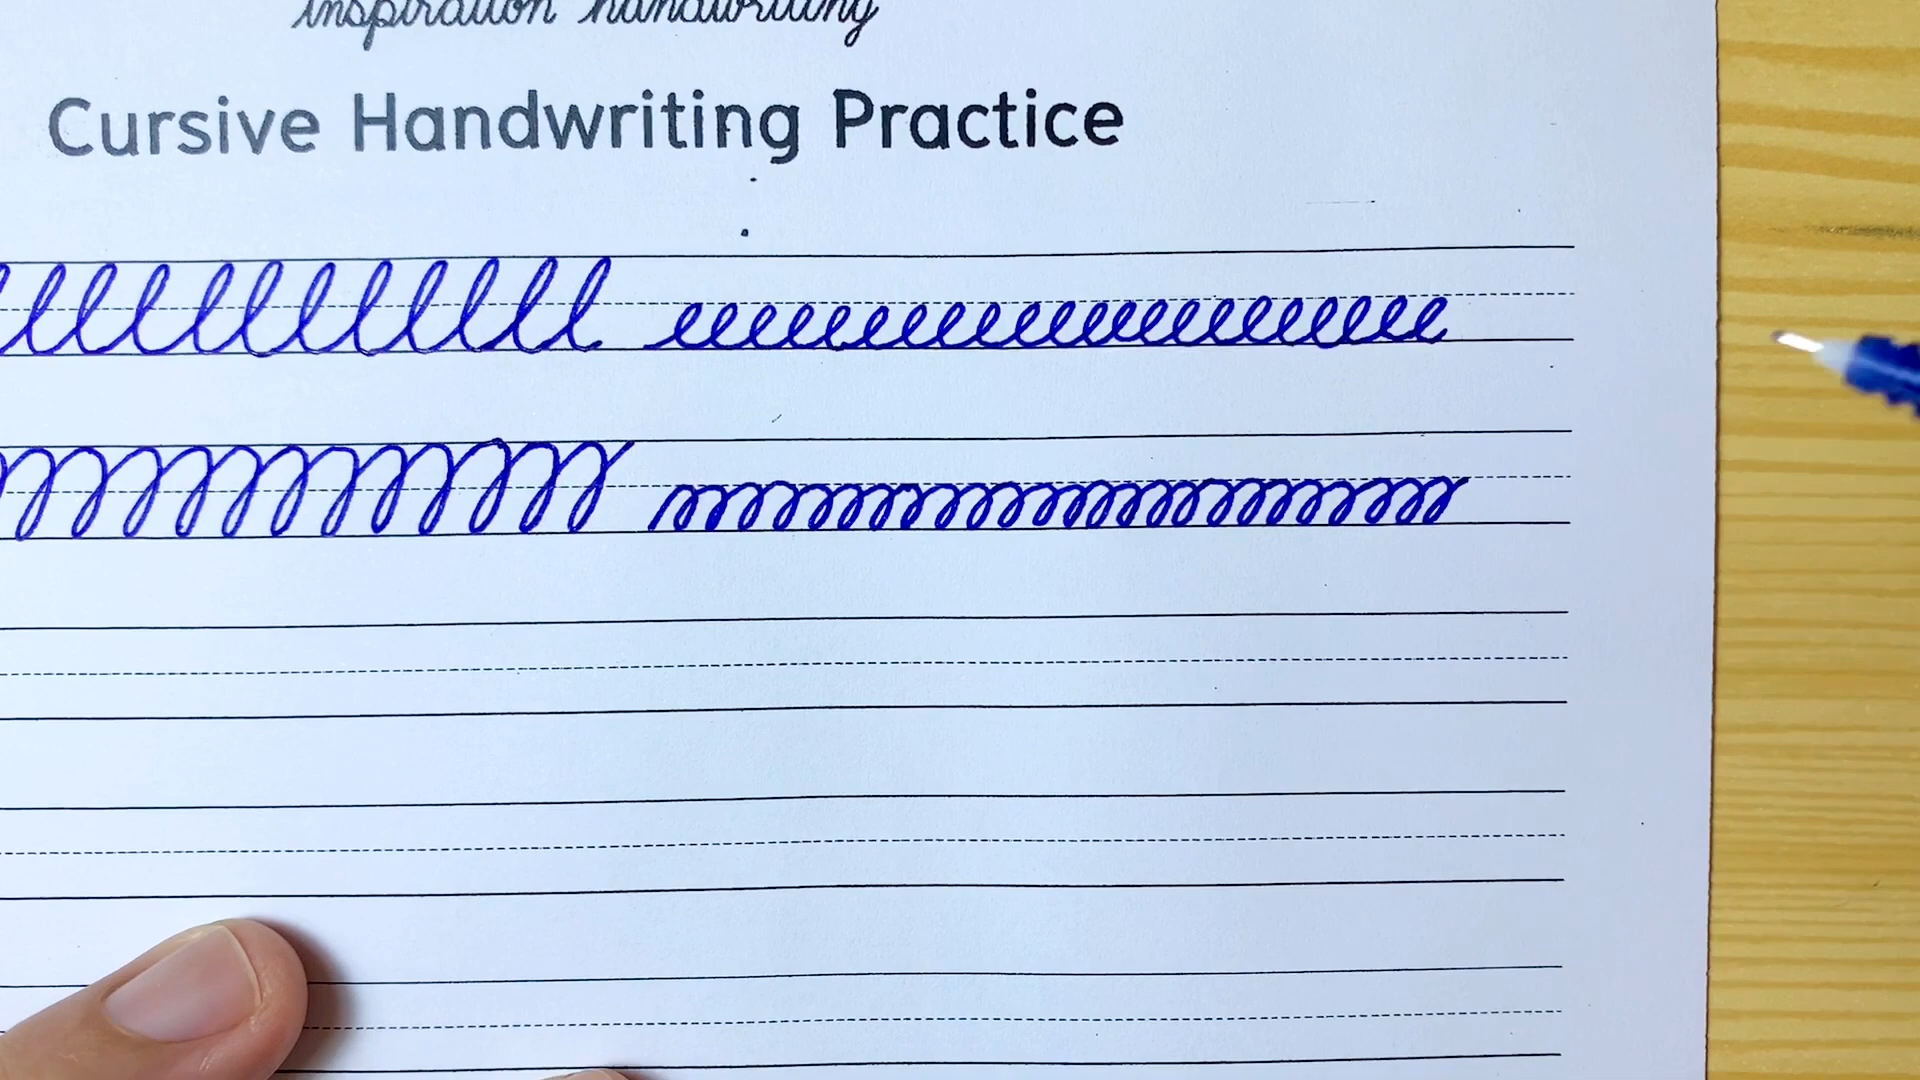 inspiration handwriting
Cursive Handwriting Practice